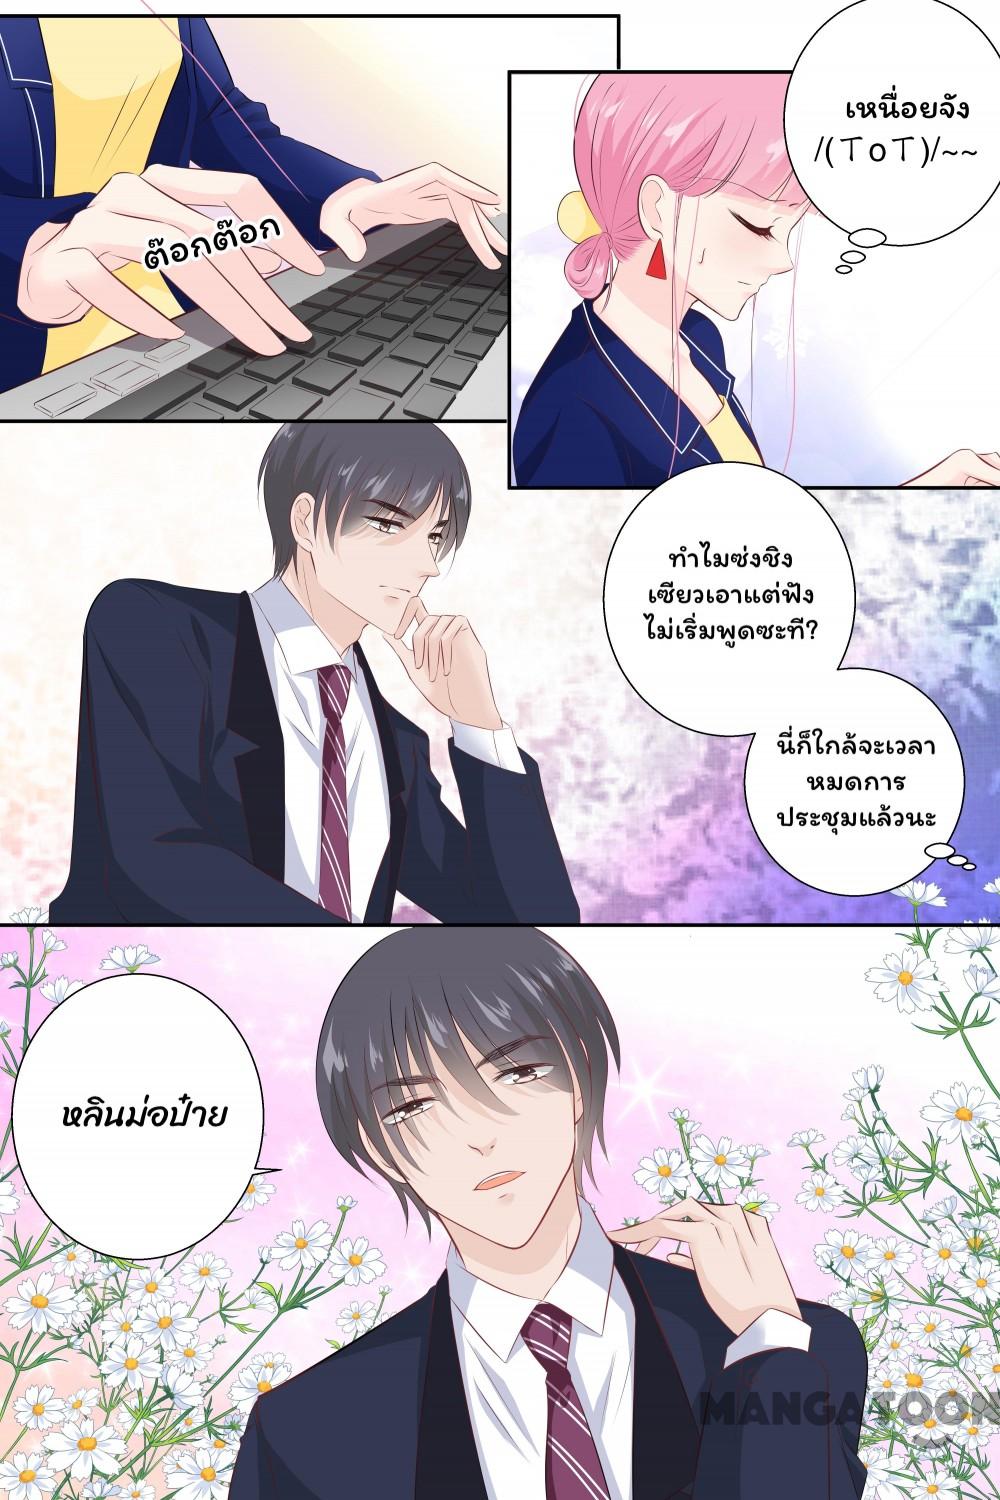 ต๊อกต๊อก
เหนื่อยจัง
/(ＴoＴ)/~~
ทำไมซ่งชิง
เซียวเอาแต่ฟัง
ไม่เริ่มพูดซะที?
นี่ก็ใกล้จะเวลา
หมดการ
ประชุมแล้วนะ
หลินม่อป๋าย
MANGATOON